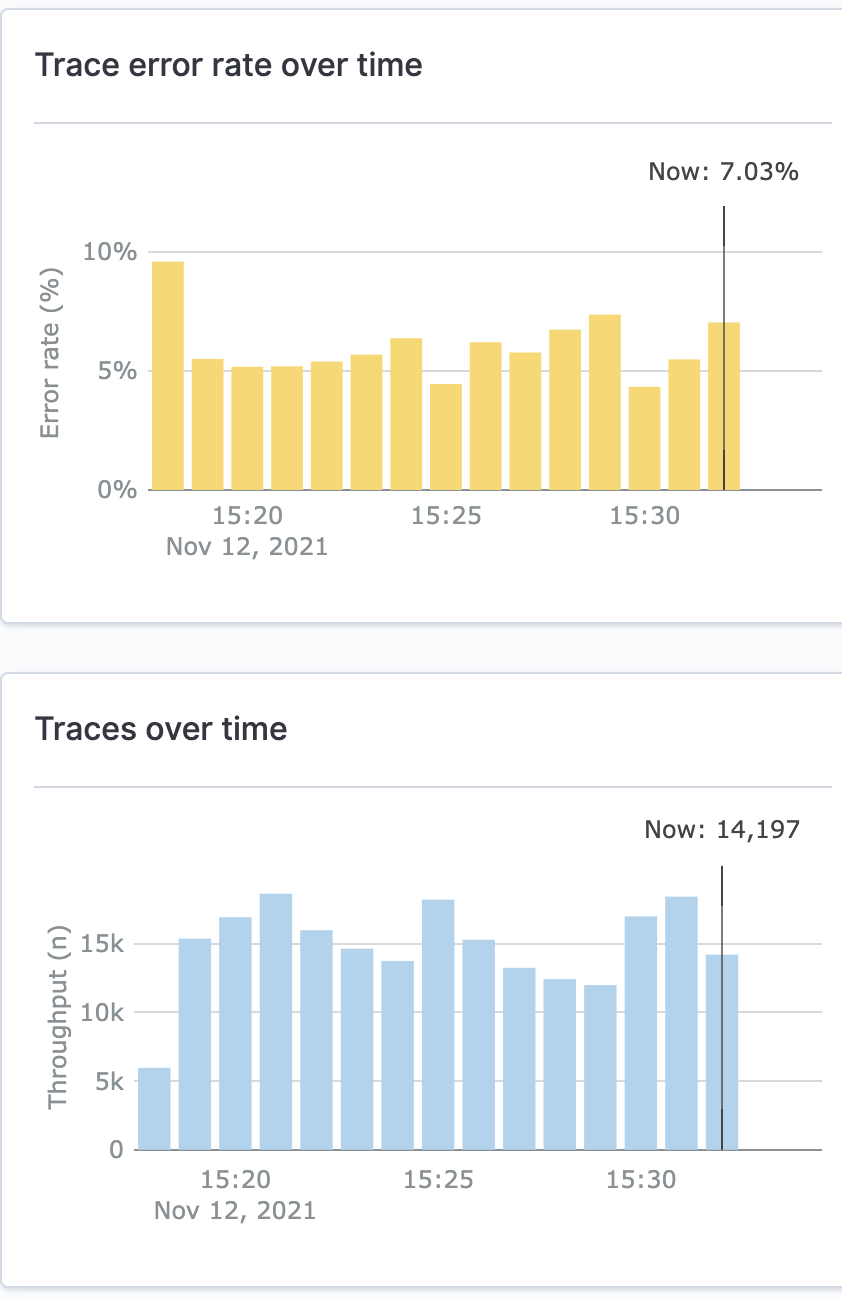 Trace error rate over time
Now: 7.03%
10%
5%
0%
Error rate (%)
15:20 15:25 15:30
Nov 12, 2021
Traces over time
Now: 14,197
15k
10k
5k
0
Throughput (n)
15:20 15:25 15:30
Nov 12, 2021